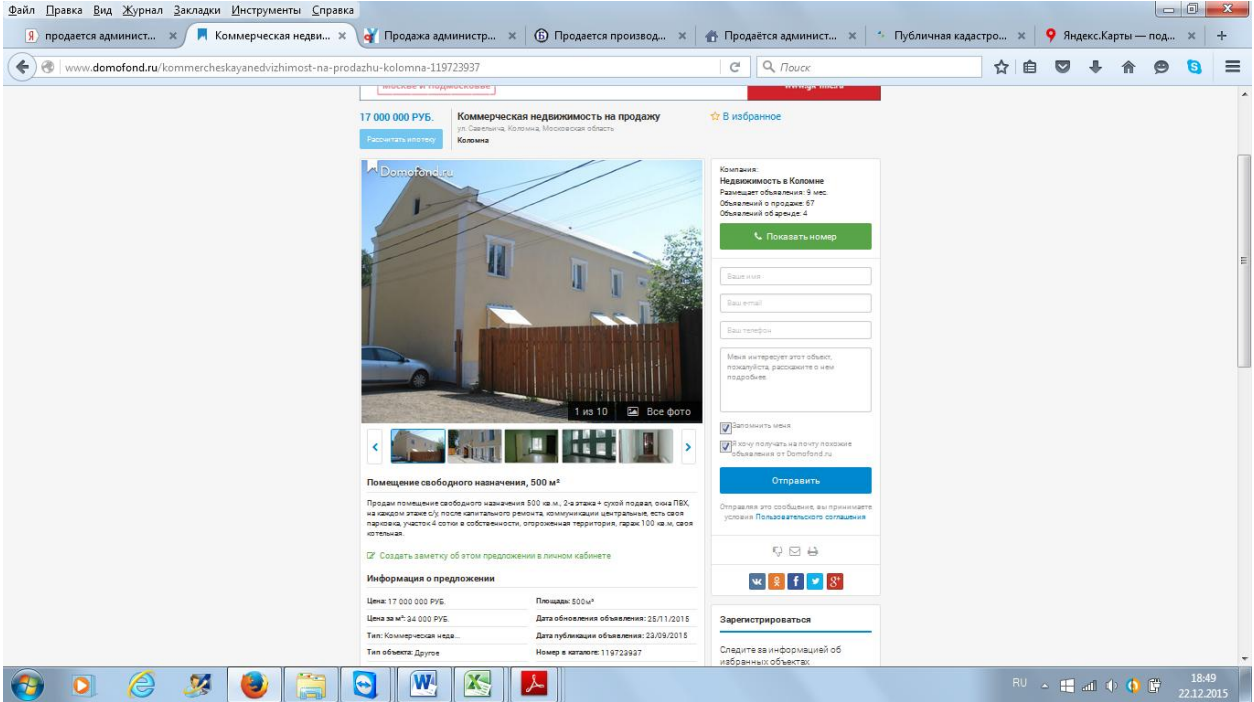 Файл Правка Вид Журнал Закладки Инструменты Справка
продается админист... Коммерческая недви... Продажа администр... Продается производ... Продаётся админист... Публичная кадастро... Яндекс.Карты — под...
www.domofond.ru/kommercheskayanedvizhimost-na-prodazhu-kolomna-119723937 Поиск
17 000 000 РУБ. Коммерческая недвижимость на продажу В избранное
ул. Савельича, Коломна, Московская область
Рассчитать ипотеку Коломна
Domofond.ru
1 из 10 Все фото
Помещение свободного назначения, 500 м²
Продам помещение свободного назначения 500 кв.м., 2-а этажа + сухой подвал, окна ПВХ,
на каждом этаже с/у, после капитального ремонта, коммуникации центральные, есть своя
парковка, участок 4 сотки в собственности, огороженная территория, гараж 100 кв.м, своя
котельная.
Создать заметку об этом предложении в личном кабинете
Информация о предложении
Цена: 17 000 000 РУБ. Площадь: 500м²
Цена за м²: 34 000 РУБ. Дата обновления объявления: 25/11/2015
Тип: Коммерческая недв... Дата публикации объявления: 23/09/2015
Тип объекта: Другое Номер в каталоге: 119723937
Компания:
Недвижимость в Коломне
Размещает объявления: 9 мес.
Объявлений о продаже: 67
Объявлений об аренде: 4
Показать номер
Ваше имя
Ваш email
Ваш телефон
Меня интересует этот объект,
пожалуйста, расскажите о нем
подробнее.
Запомнить меня
Я хочу получать на почту похожие
объявления от Domofond.ru
Отправить
Отправляя это сообщение, вы принимаете
условия Пользовательского соглашения
Зарегистрироваться
Следите за информацией об
избранных объектах
RU 18:49
22.12.2015